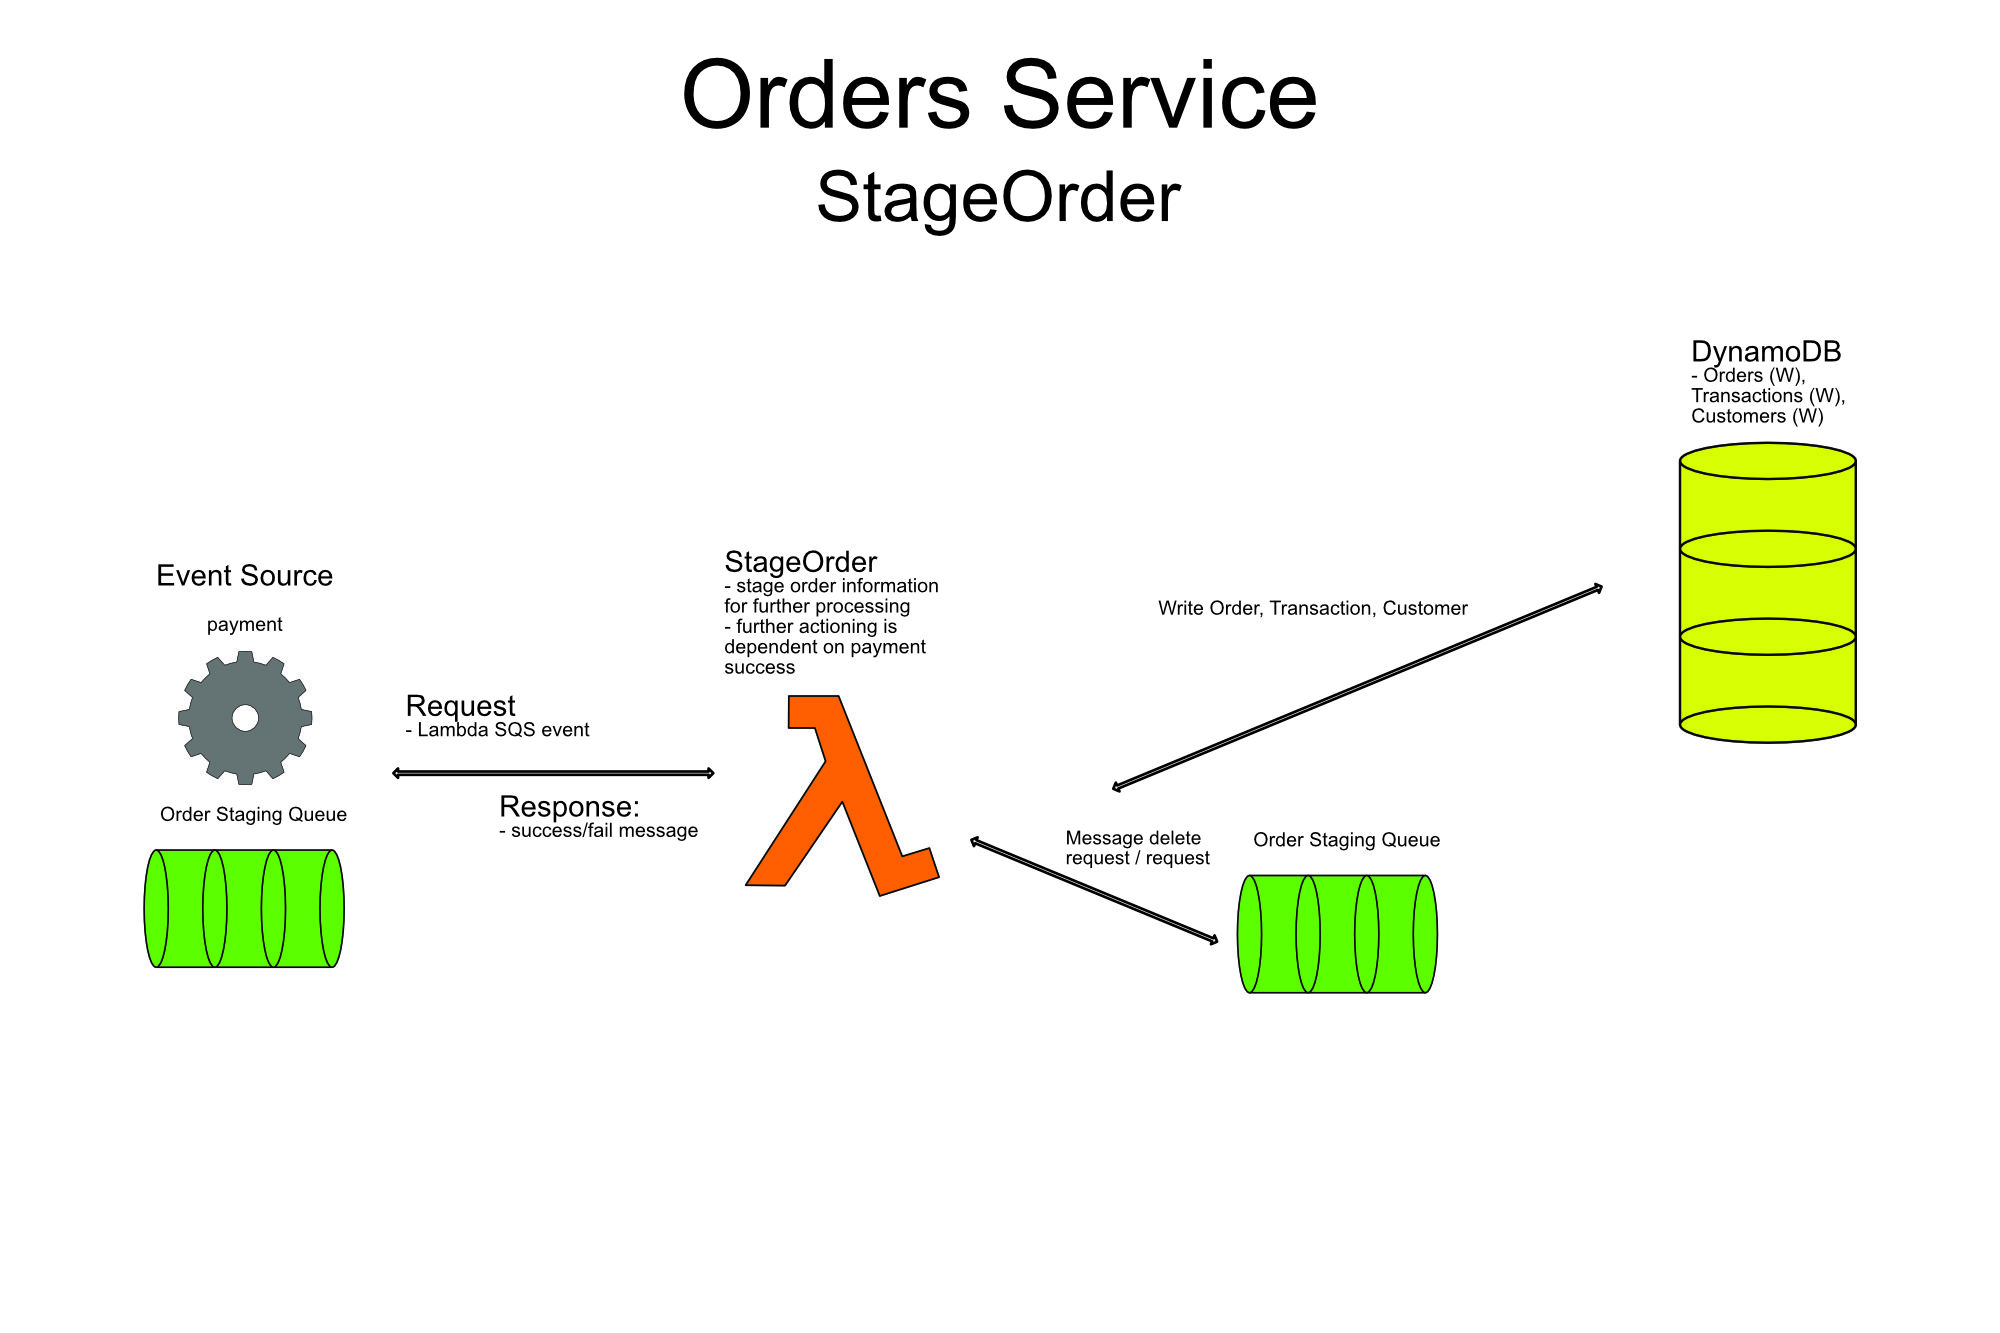 Orders Service
StageOrder
DynamoDB
- Orders (W),
Transactions (W),
Customers (W)
Event Source
payment
Order Staging Queue
Request
- Lambda SQS event
Response:
- success/fail message
StageOrder
- stage order information
for further processing
- further actioning is
dependent on payment
success
Write Order, Transaction, Customer
Message delete
request / request
Order Staging Queue